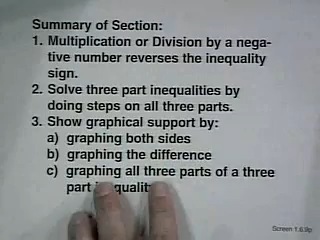 Summary of Section:
1. Multiplication or Division by a nega-
tive number reverses the inequality
sign.
2. Solve three part inequalities by
doing steps on all three parts.
3. Show graphical support by:
a) graphing both sides
b) graphing the difference
c) graphing all three parts of a three
part
Screen 1.6.9p